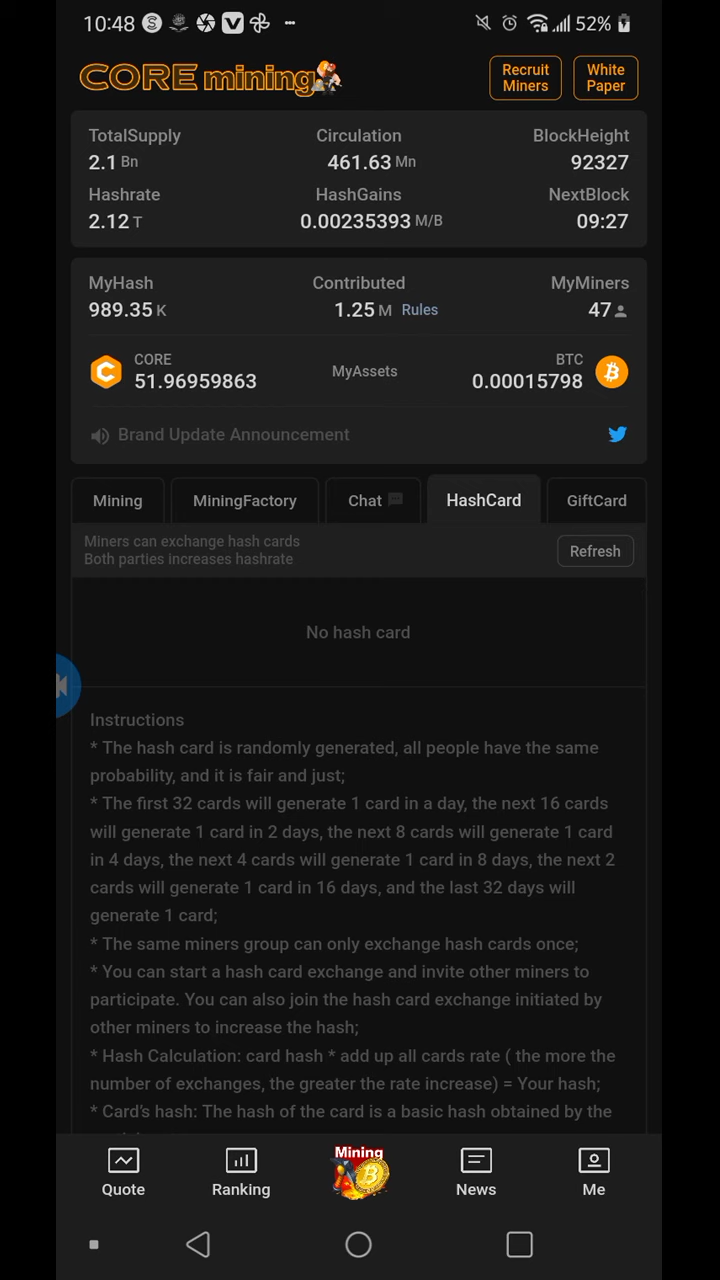 10:48 52%
CORE mining Recruit Miners White Paper
TotalSupply Circulation BlockHeight
2.1 Bn 461.63 Mn 92327
Hashrate HashGains NextBlock
2.12 T 0.00235393 M/B 09:27
MyHash Contributed MyMiners
989.35 K 1.25 M Rules 47
CORE BTC
51.96959863 MyAssets 0.00015798
Brand Update Announcement
Mining MiningFactory Chat HashCard GiftCard
Miners can exchange hash cards
Both parties increases hashrate
Refresh
No hash card
Instructions
* The hash card is randomly generated, all people have the same
probability, and it is fair and just;
* The first 32 cards will generate 1 card in a day, the next 16 cards
will generate 1 card in 2 days, the next 8 cards will generate 1 card
in 4 days, the next 4 cards will generate 1 card in 8 days, the next 2
cards will generate 1 card in 16 days, and the last 32 days will
generate 1 card;
* The same miners group can only exchange hash cards once;
* You can start a hash card exchange and invite other miners to
participate. You can also join the hash card exchange initiated by
other miners to increase the hash;
* Hash Calculation: card hash * add up all cards rate ( the more the
number of exchanges, the greater the rate increase) = Your hash;
* Card's hash: The hash of the card is a basic hash obtained by the
Mining
Quote Ranking News Me